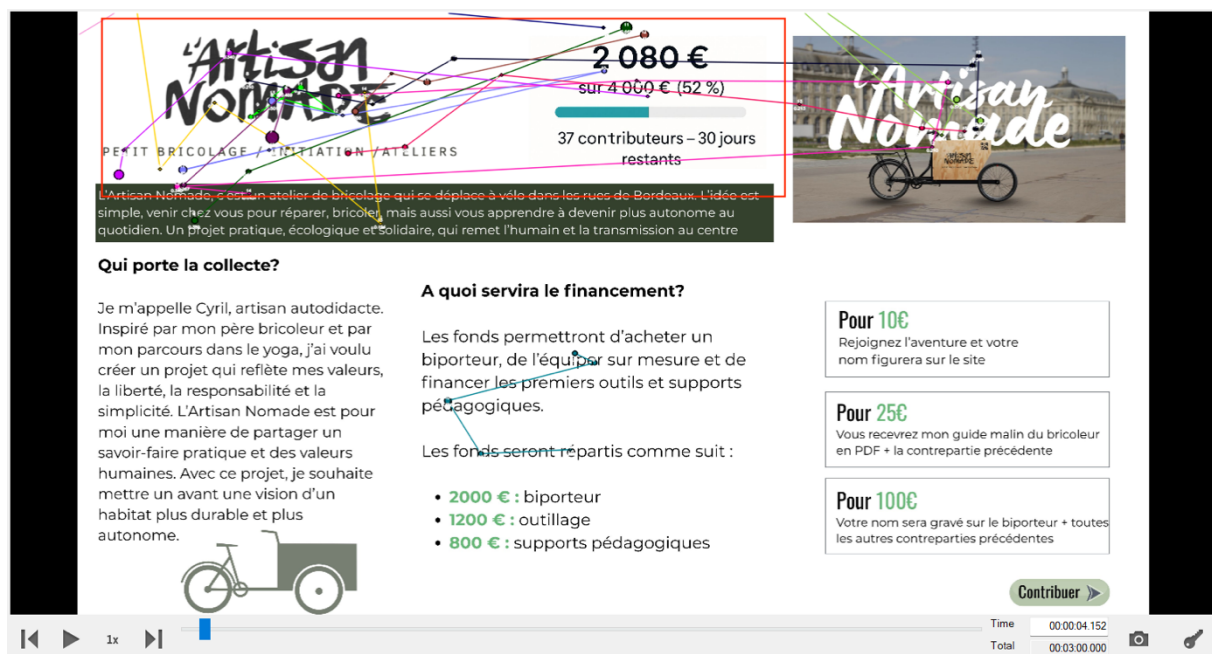 L'Artisan
NOMADE
PETIT BRICOLAGE / INITIATION / ATELIERS
2 080 €
sur 4 000 € (52 %)
37 contributeurs – 30 jours
restants
L'Artisan
Nomade
L'Artisan Nomade, c'est un atelier de bricolage qui se déplace à vélo dans les rues de Bordeaux. L'idée est
simple, venir chez vous pour réparer, bricoler, mais aussi vous apprendre à devenir plus autonome au
quotidien. Un projet pratique, écologique et solidaire, qui remet l'humain et la transmission au centre
Qui porte la collecte?
Je m'appelle Cyril, artisan autodidacte.
Inspiré par mon père bricoleur et par
mon parcours dans le yoga, j'ai voulu
créer un projet qui reflète mes valeurs,
la liberté, la responsabilité et la
simplicité. L'Artisan Nomade est pour
moi une manière de partager un
savoir-faire pratique et des valeurs
humaines. Avec ce projet, je souhaite
mettre un avant une vision d'un
habitat plus durable et plus
autonome.
A quoi servira le financement?
Les fonds permettront d'acheter un
biporteur, de l'équiper sur mesure et de
financer les premiers outils et supports
pédagogiques.
Les fonds seront répartis comme suit :
• 2000 € : biporteur
• 1200 € : outillage
• 800 € : supports pédagogiques
Pour 10€
Rejoignez l'aventure et votre
nom figurera sur le site
Pour 25€
Vous recevrez mon guide malin du bricoleur
en PDF + la contrepartie précédente
Pour 100€
Votre nom sera gravé sur le biporteur + toutes
les autres contreparties précédentes
Contribuer
1x
Time 00:00:04.152
Total 00:03:00.000